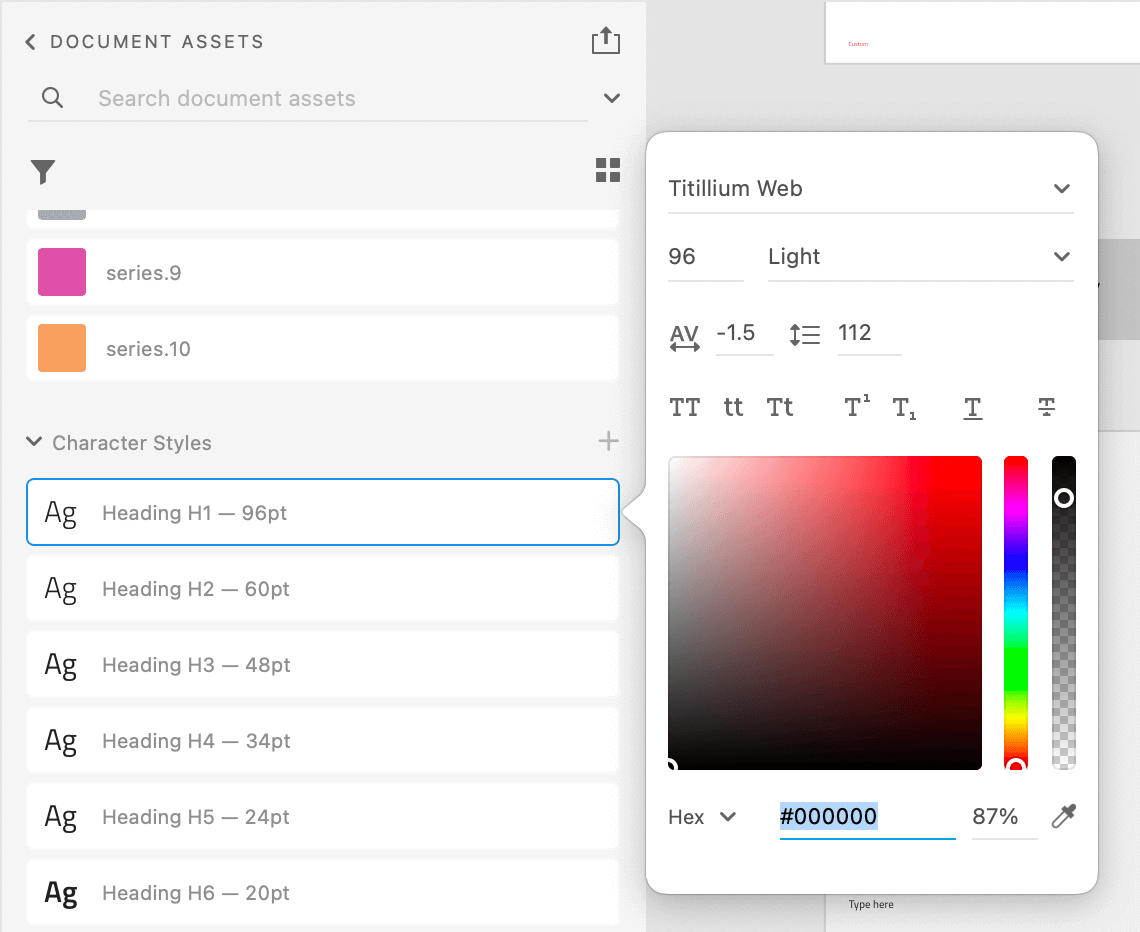 DOCUMENT ASSETS
Search document assets
series.9
series.10
Character Styles
Ag Heading H1 — 96pt
Ag Heading H2 — 60pt
Ag Heading H3 — 48pt
Ag Heading H4 — 34pt
Ag Heading H5 — 24pt
Ag Heading H6 — 20pt
Custom
Titillium Web
96 Light
AV -1.5 112
TT tt Tt T¹ T₁ T T
Hex #000000 87%
Type here